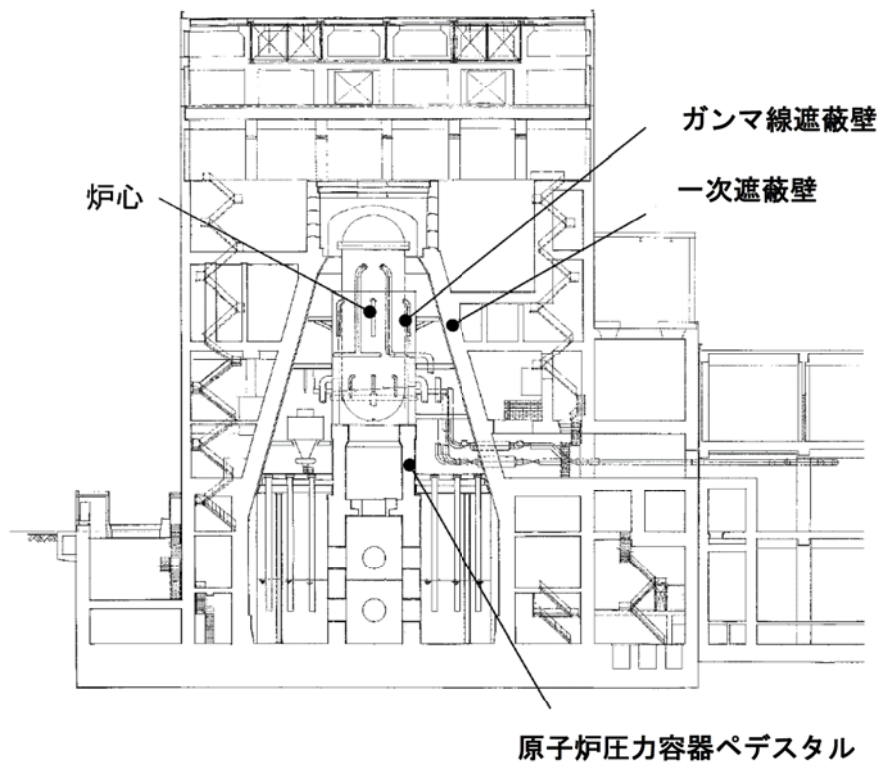 ガンマ線遮蔽壁
一次遮蔽壁
炉心
原子炉圧力容器ペデスタル